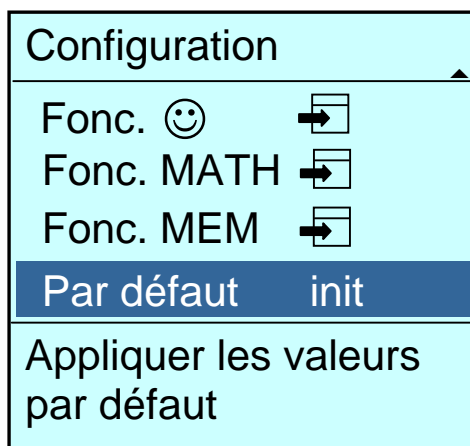 Configuration
Fonc. ☺
Fonc. MATH
Fonc. MEM
Par défaut init
Appliquer les valeurs
par défaut